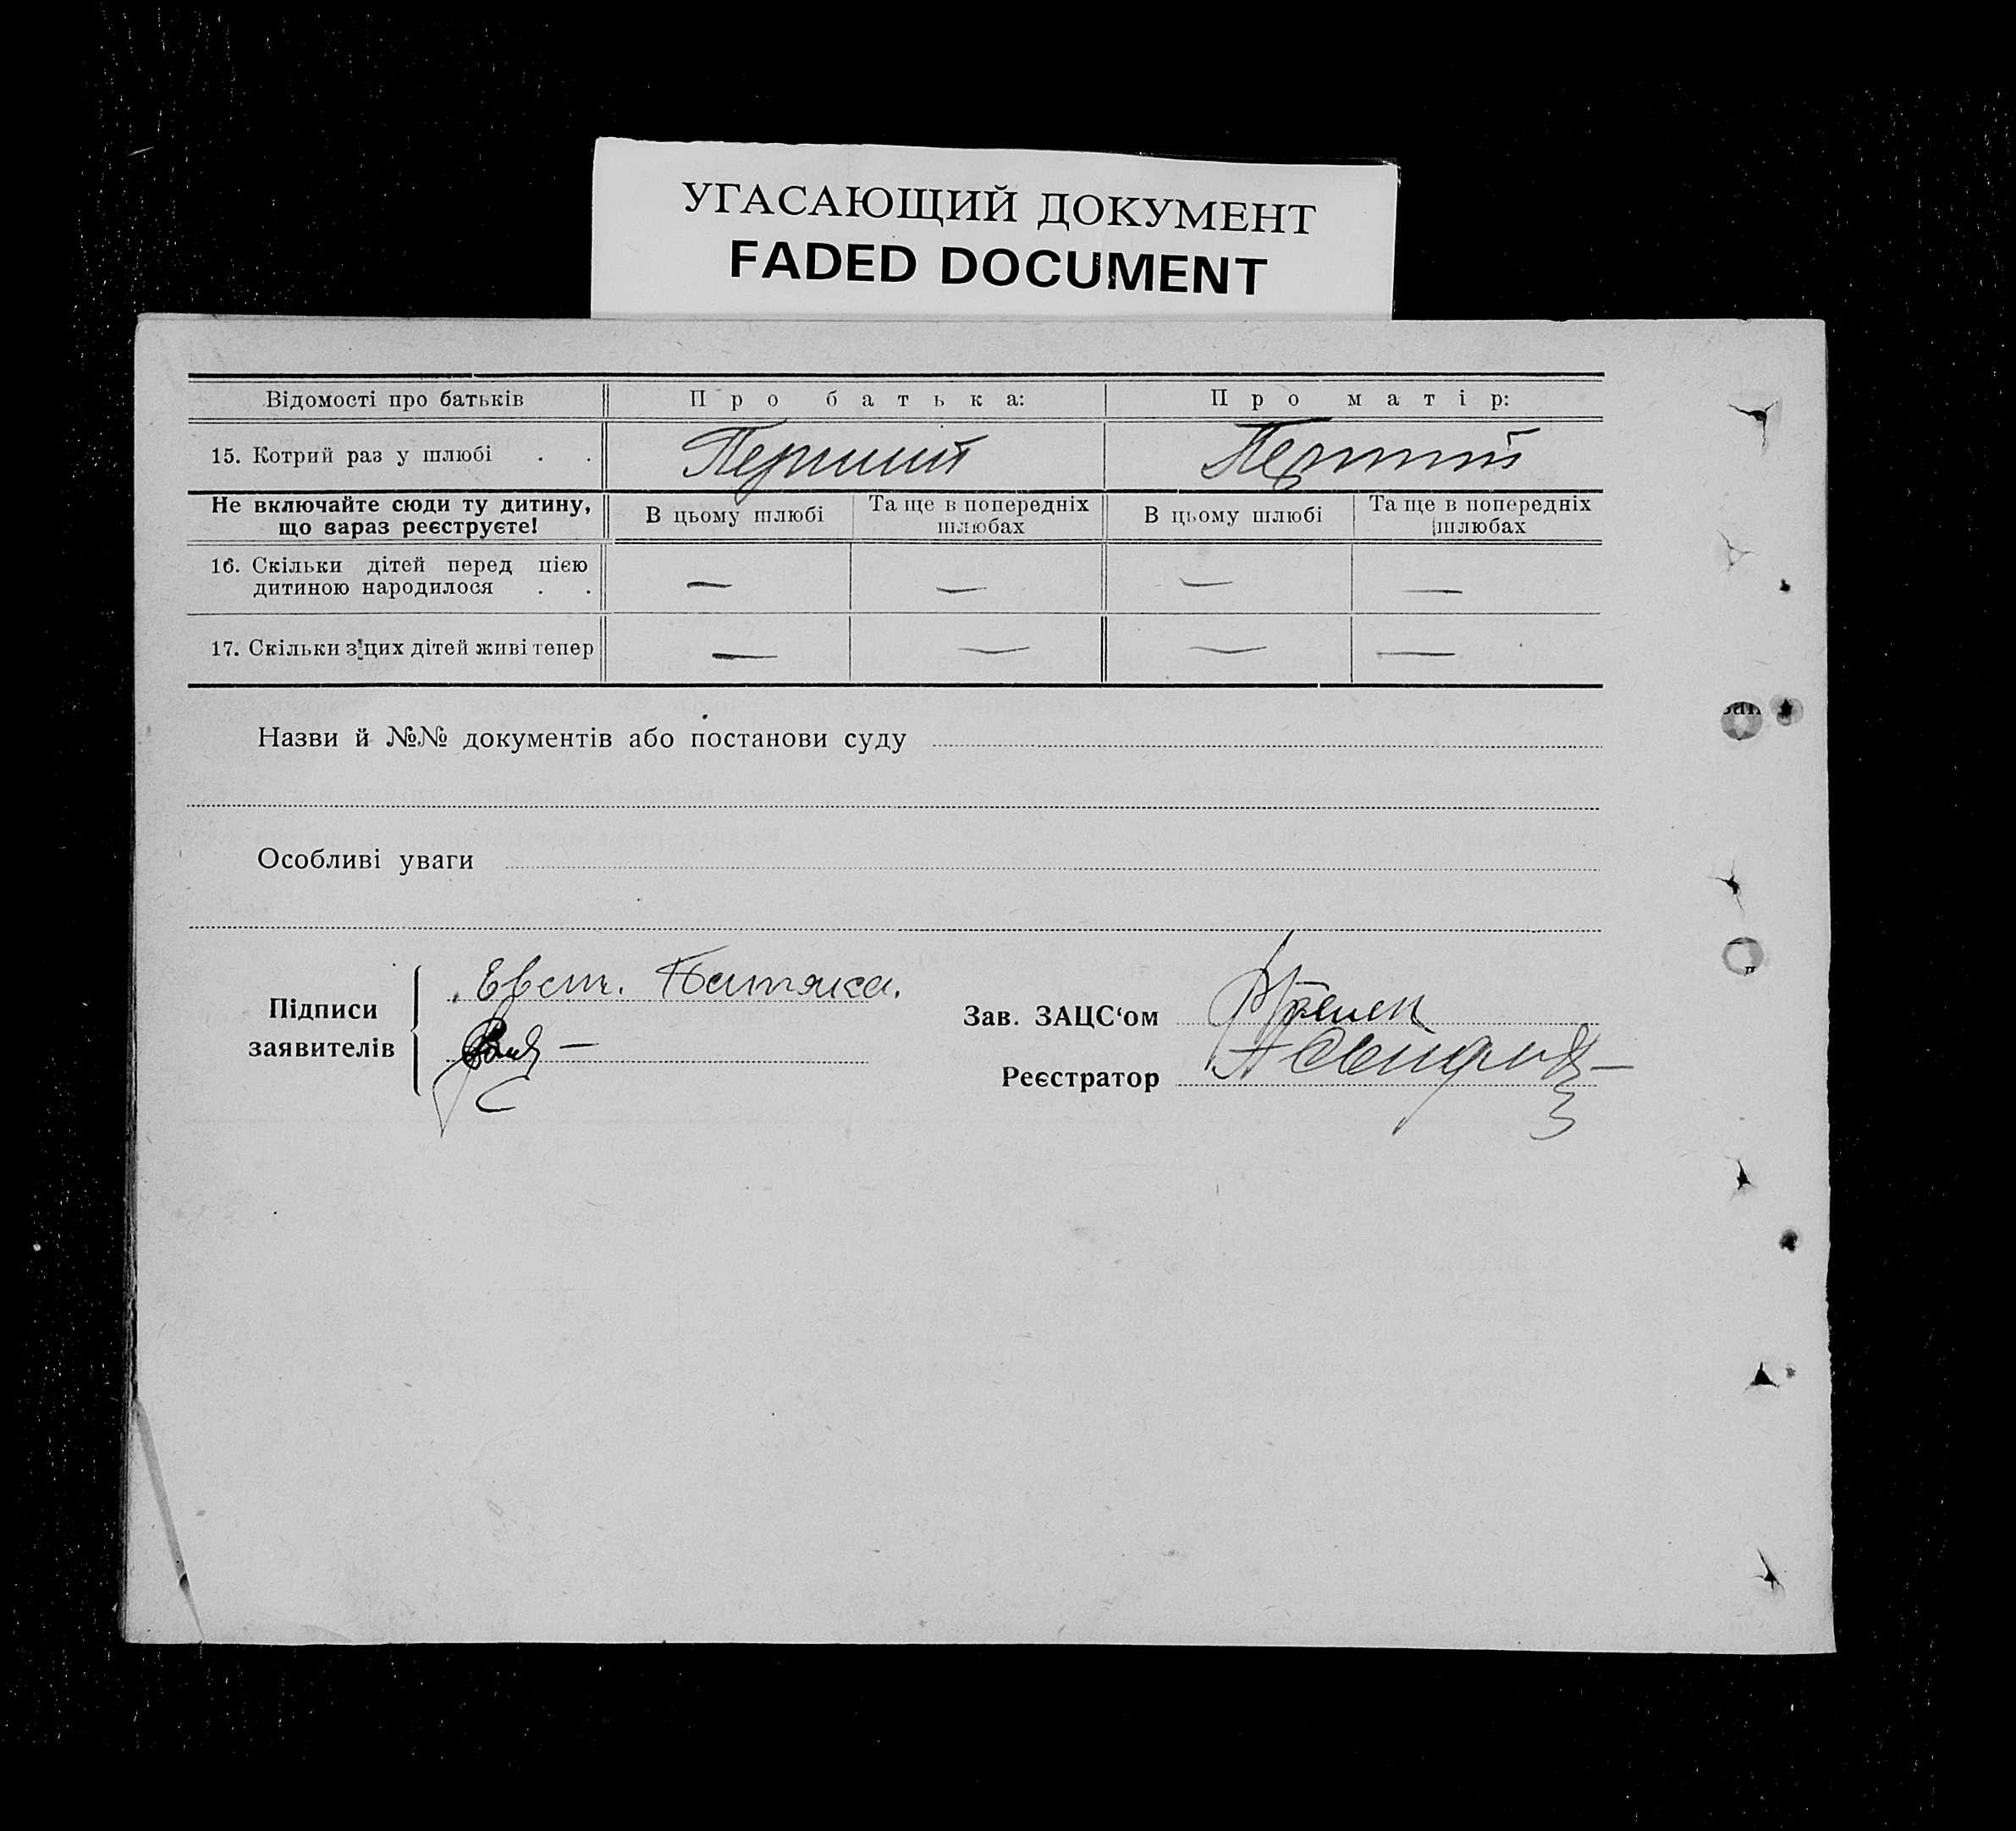 УГАСАЮЩИЙ ДОКУМЕНТ
FADED DOCUMENT
Відомості про батьків Про батька: Про матір:
15. Котрий раз у шлюбі . . Перший Перший
Не включайте сюди ту дитину, що зараз реєструєте! В цьому шлюбі Та ще в попередніх шлюбах В цьому шлюбі Та ще в попередніх шлюбах
16. Скільки дітей перед цією дитиною народилося . . — — — —
17. Скільки з цих дітей живі тепер — — — —
Назви й №№ документів або постанови суду
Особливі уваги
Підписи заявителів
Евст.
Зав. ЗАЦС‘ом
Реєстратор